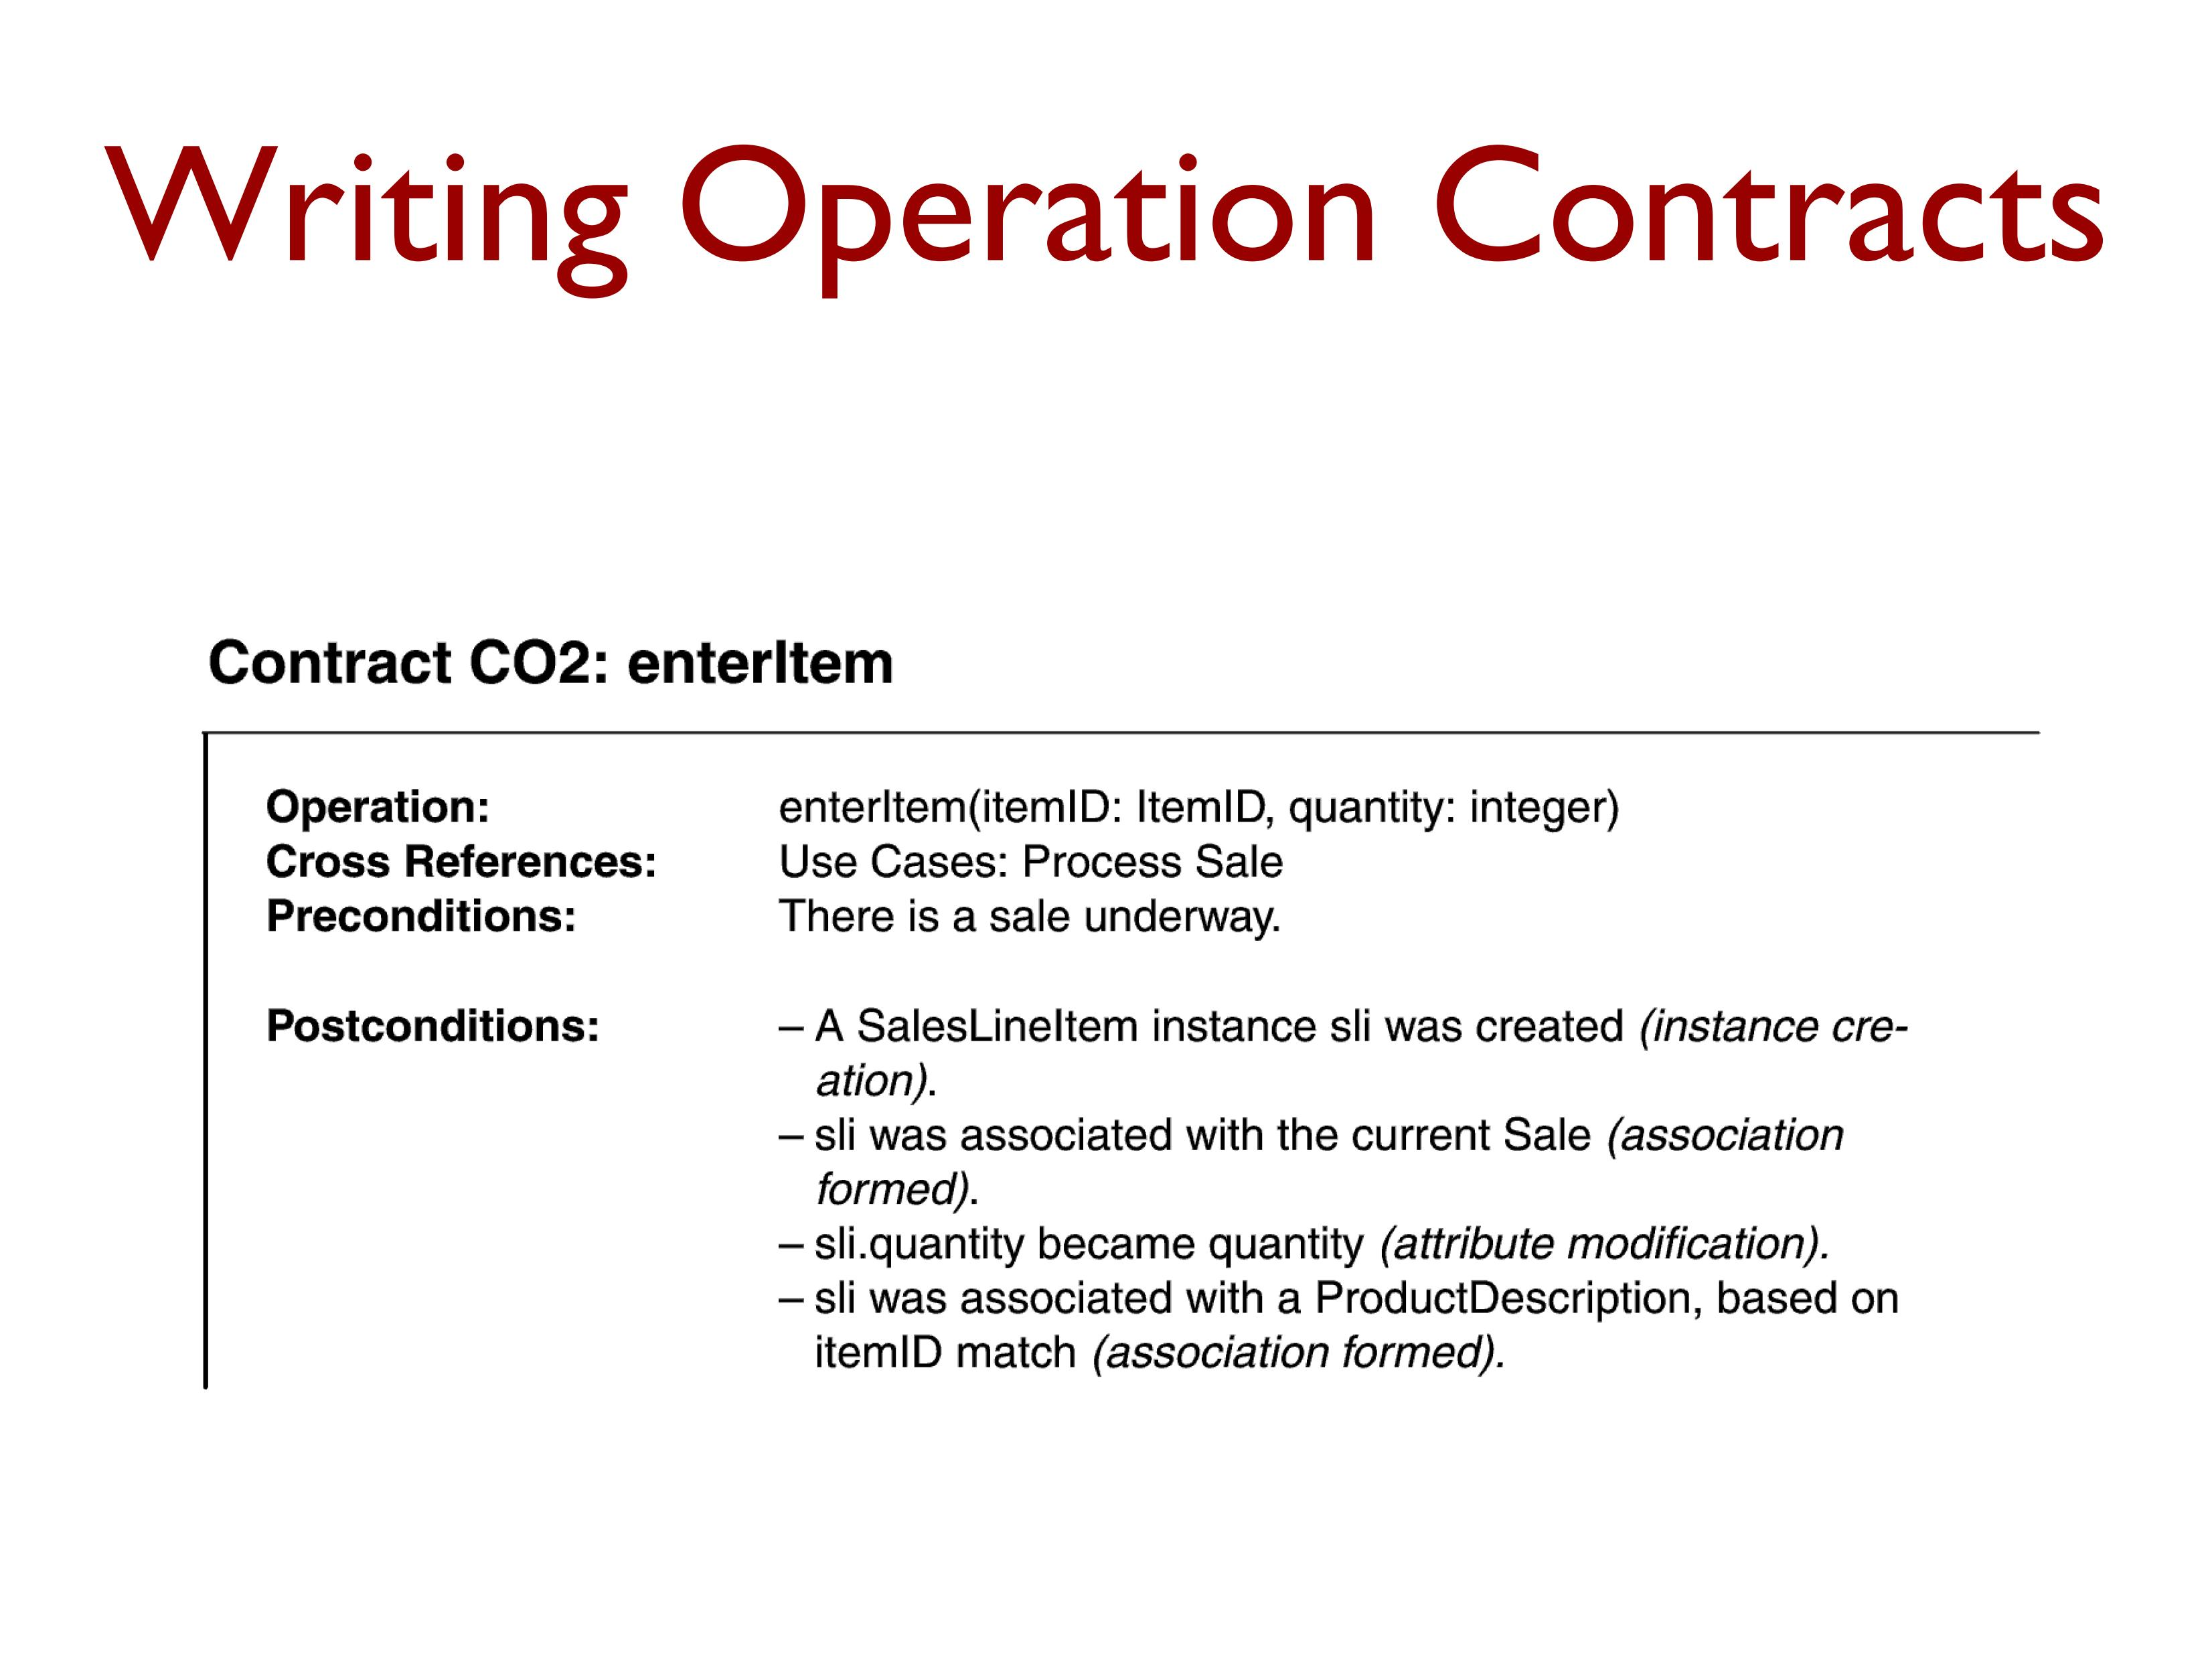 Writing Operation Contracts
Contract CO2: enterItem
Operation: enterItem(itemID: ItemID, quantity: integer)
Cross References: Use Cases: Process Sale
Preconditions: There is a sale underway.
Postconditions: – A SalesLineItem instance sli was created (instance cre-
ation).
– sli was associated with the current Sale (association
formed).
– sli.quantity became quantity (attribute modification).
– sli was associated with a ProductDescription, based on
itemID match (association formed).